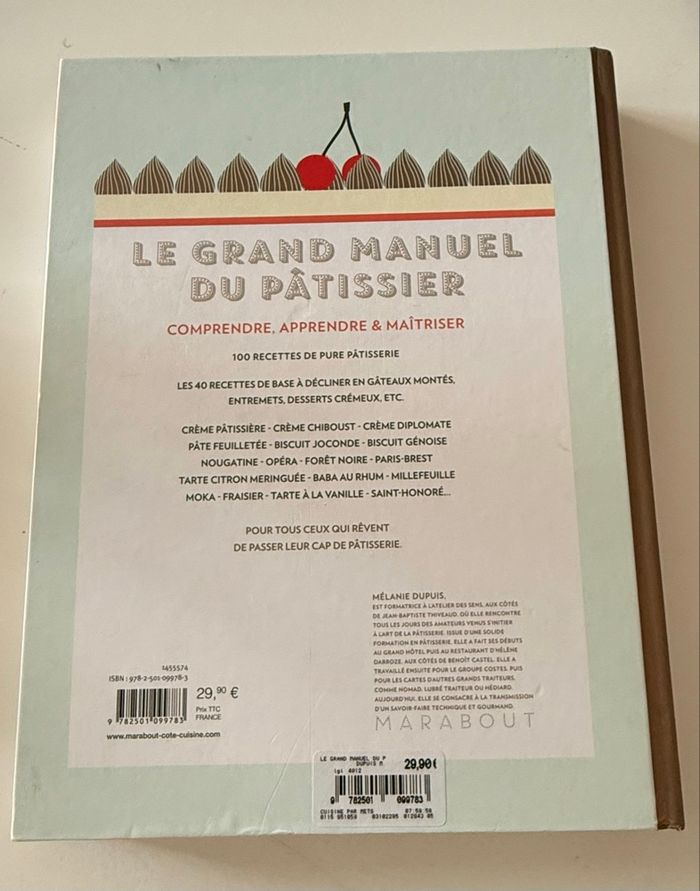 LE GRAND MANUEL
DU PÂTISSIER
COMPRENDRE, APPRENDRE & MAÎTRISER
100 RECETTES DE PURE PÂTISSERIE
LES 40 RECETTES DE BASE À DÉCLINER EN GÂTEAUX MONTÉS,
ENTREMETS, DESSERTS CRÉMEUX, ETC.
CRÈME PÂTISSIÈRE - CRÈME CHIBOUST - CRÈME DIPLOMATE
PÂTE FEUILLETÉE - BISCUIT JOCONDE - BISCUIT GÉNOISE
NOUGATINE - OPÉRA - FORÊT NOIRE - PARIS-BREST
TARTE CITRON MERINGUÉE - BABA AU RHUM - MILLEFEUILLE
MOKA - FRAISIER - TARTE À LA VANILLE - SAINT-HONORÉ...
POUR TOUS CEUX QUI RÊVENT
DE PASSER LEUR CAP DE PÂTISSERIE.
MÉLANIE DUPUIS,
EST FORMATRICE À L'ATELIER DES SENS, AUX CÔTÉS
DE JEAN-BAPTISTE THIVEAUD, OÙ ELLE RENCONTRE
TOUS LES JOURS DES AMATEURS VENUS S'INITIER
À L'ART DE LA PÂTISSERIE. ISSUE D'UNE SOLIDE
FORMATION EN PÂTISSERIE, ELLE A FAIT SES DÉBUTS
AU GRAND HÔTEL PUIS AU RESTAURANT D'HÉLÈNE
DARROZE, AUX CÔTÉS DE BENOÎT CASTEL. ELLE A
TRAVAILLÉ ENSUITE POUR LE GROUPE COSTES, PUIS
POUR LES CARTES D'AUTRES GRANDS TRAITEURS,
COMME NOMAD, LUBRÉ TRAITEUR OU HÉDIARD.
AUJOURD'HUI, ELLE SE CONSACRE À LA TRANSMISSION
D'UN SAVOIR-FAIRE TECHNIQUE ET GOURMAND.
MARABOUT
1455574
ISBN : 978-2-501-09978-3
29,90 €
Prix TTC
FRANCE
9 782501 099783
www.marabout-cote-cuisine.com
LE GRAND MANUEL DU P
DUPUIS M
29,90€
lgi 4012
9 782501 099783
CUISINE PAR METS